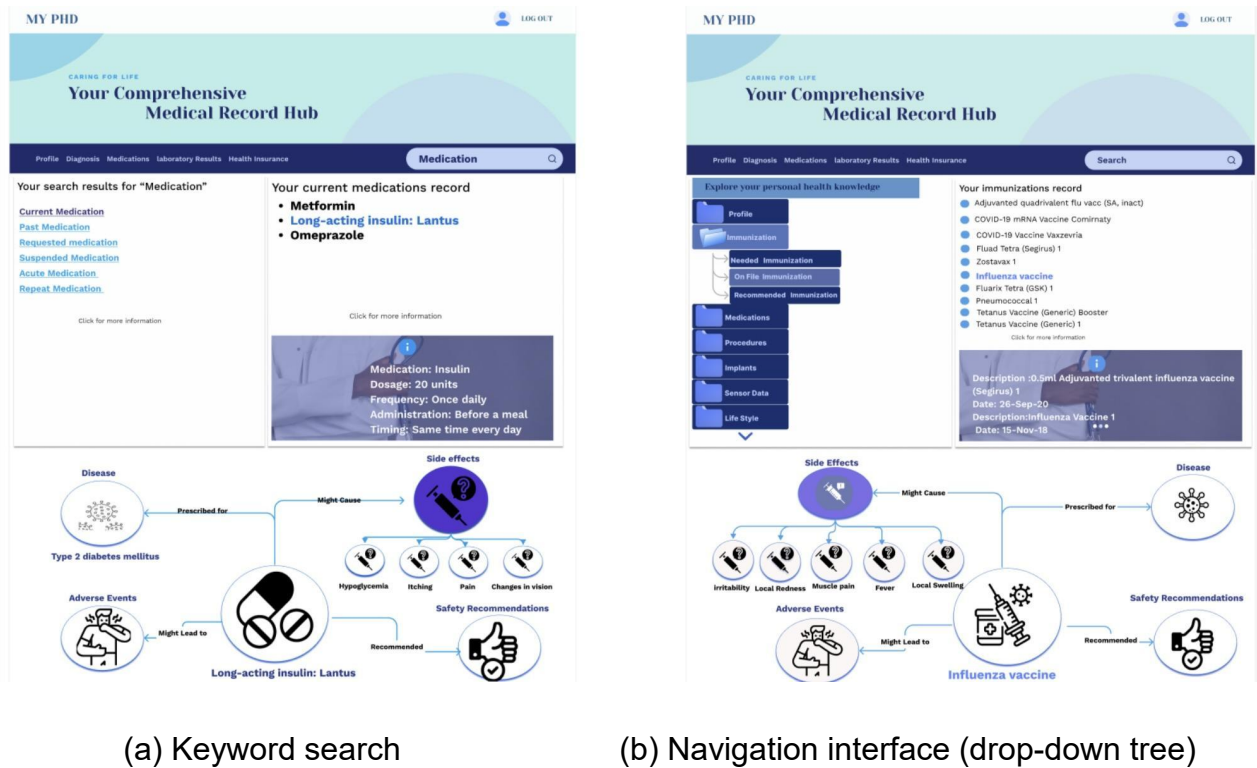 MY PHD
LOG OUT
CARING FOR LIFE
Your Comprehensive
Medical Record Hub
Profile Diagnosis Medications laboratory Results Health Insurance
Medication
Your search results for "Medication"
Current Medication
Past Medication
Requested medication
Suspended Medication
Acute Medication
Repeat Medication
Click for more information
Your current medications record
• Metformin
• Long-acting insulin: Lantus
• Omeprazole
Click for more information
i
Medication: Insulin
Dosage: 20 units
Frequency: Once daily
Administration: Before a meal
Timing: Same time every day
Disease
Side effects
Might Cause
Prescribed for
Type 2 diabetes mellitus
Hypoglycemia Itching Pain Changes in vision
Adverse Events
Safety Recommendations
Might Lead to
Recommended
Long-acting insulin: Lantus
(a) Keyword search
MY PHD
LOG OUT
CARING FOR LIFE
Your Comprehensive
Medical Record Hub
Profile Diagnosis Medications laboratory Results Health Insurance
Search
Explore your personal health knowledge
Profile
Immunization
Needed Immunization
On File Immunization
Recommended Immunization
Medications
Procedures
Implants
Sensor Data
Life Style
Your immunizations record
Adjuvanted quadrivalent flu vacc (SA, inact)
COVID-19 mRNA Vaccine Comirnaty
COVID-19 Vaccine Vaxzevria
Fluad Tetra (Segirus) 1
Zostavax 1
Influenza vaccine
Fluarix Tetra (GSK) 1
Pneumococcal 1
Tetanus Vaccine (Generic) Booster
Tetanus Vaccine (Generic) 1
Click for more information
i
Description :0.5ml Adjuvanted trivalent influenza vaccine
(Segirus) 1
Date: 26-Sep-20
Description:Influenza Vaccine 1
Date: 15-Nov-18
Side Effects
Disease
Might Cause
Prescribed for
irritability Local Redness Muscle pain Fever Local Swelling
Adverse Events
Safety Recommendations
Might Lead to
Recommended
Influenza vaccine
(b) Navigation interface (drop-down tree)